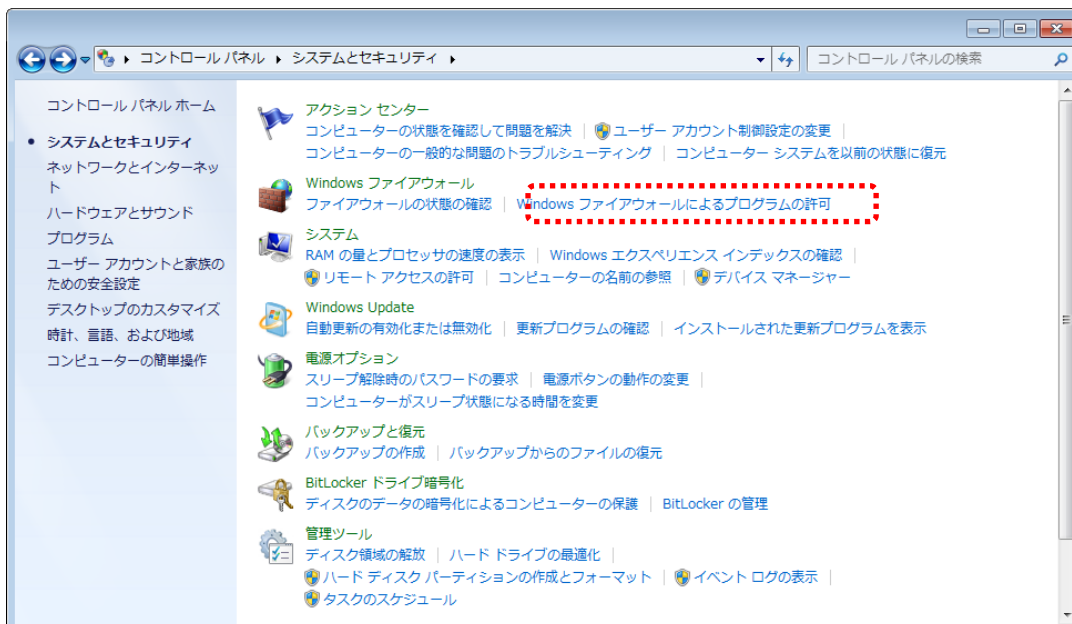 コントロール パネル システムとセキュリティ コントロール パネルの検索
コントロール パネル ホーム
システムとセキュリティ
ネットワークとインターネッ
ト
ハードウェアとサウンド
プログラム
ユーザー アカウントと家族の
ための安全設定
デスクトップのカスタマイズ
時計、言語、および地域
コンピューターの簡単操作
アクション センター
コンピューターの状態を確認して問題を解決 ユーザー アカウント制御設定の変更
コンピューターの一般的な問題のトラブルシューティング コンピューター システムを以前の状態に復元
Windows ファイアウォール
ファイアウォールの状態の確認 Windows ファイアウォールによるプログラムの許可
システム
RAM の量とプロセッサの速度の表示 Windows エクスペリエンス インデックスの確認
リモート アクセスの許可 コンピューターの名前の参照 デバイス マネージャー
Windows Update
自動更新の有効化または無効化 更新プログラムの確認 インストールされた更新プログラムを表示
電源オプション
スリープ解除時のパスワードの要求 電源ボタンの動作の変更
コンピューターがスリープ状態になる時間を変更
バックアップと復元
バックアップの作成 バックアップからのファイルの復元
BitLocker ドライブ暗号化
ディスクのデータの暗号化によるコンピューターの保護 BitLocker の管理
管理ツール
ディスク領域の解放 ハード ドライブの最適化
ハード ディスク パーティションの作成とフォーマット イベント ログの表示
タスクのスケジュール